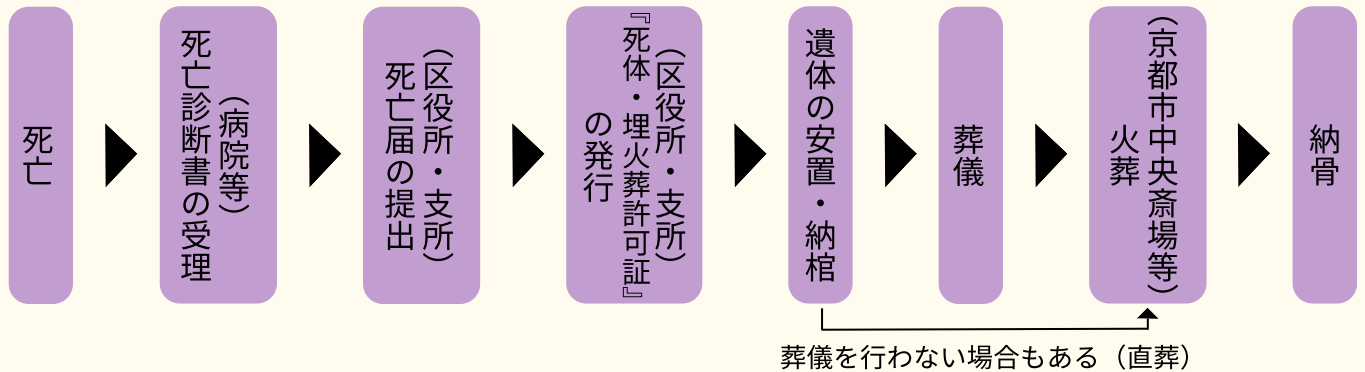 死亡
（病院等）
死亡診断書の受理
（区役所・支所）
死亡届の提出
（区役所・支所）
『死体・埋火葬許可証』
の発行
遺体の安置・納棺
葬儀
（京都市中央斎場等）
火葬
納骨
葬儀を行わない場合もある（直葬）